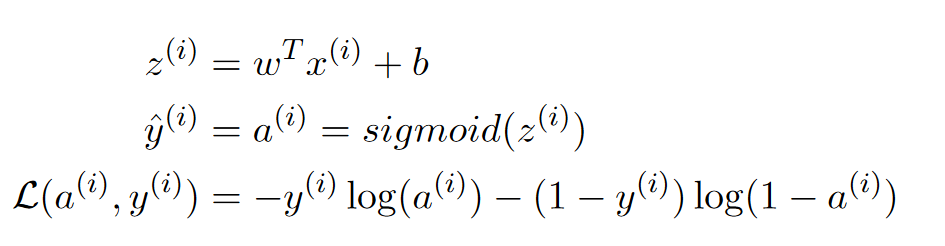 z^{(i)} = w^T x^{(i)} + b
ŷ^{(i)} = a^{(i)} = sigmoid(z^{(i)})
ℒ(a^{(i)}, y^{(i)}) = −y^{(i)} log(a^{(i)}) − (1 − y^{(i)}) log(1 − a^{(i)})